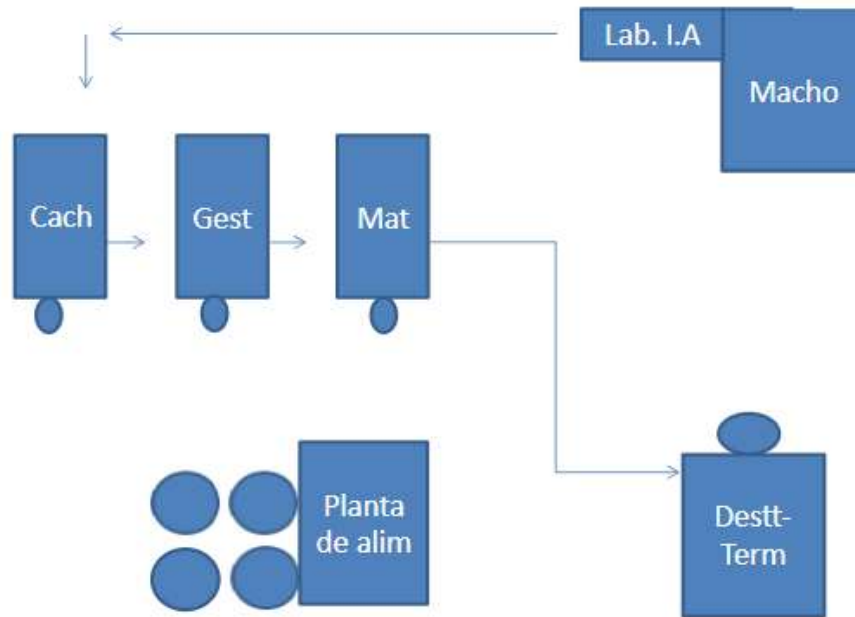 Lab. I.A
Macho
Cach
Gest
Mat
Planta
de alim
Destt-
Term